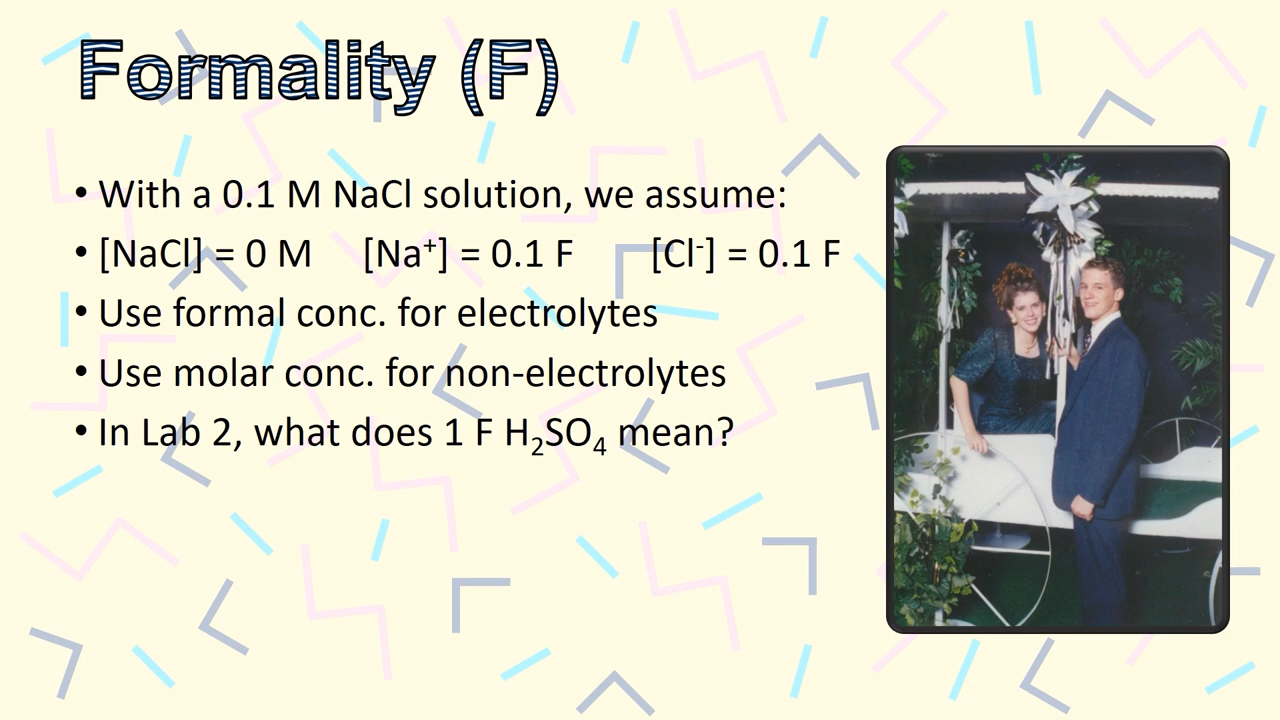 Formality (F)
• With a 0.1 M NaCl solution, we assume:
• [NaCl] = 0 M [Na⁺] = 0.1 F [Cl⁻] = 0.1 F
• Use formal conc. for electrolytes
• Use molar conc. for non-electrolytes
• In Lab 2, what does 1 F H₂SO₄ mean?